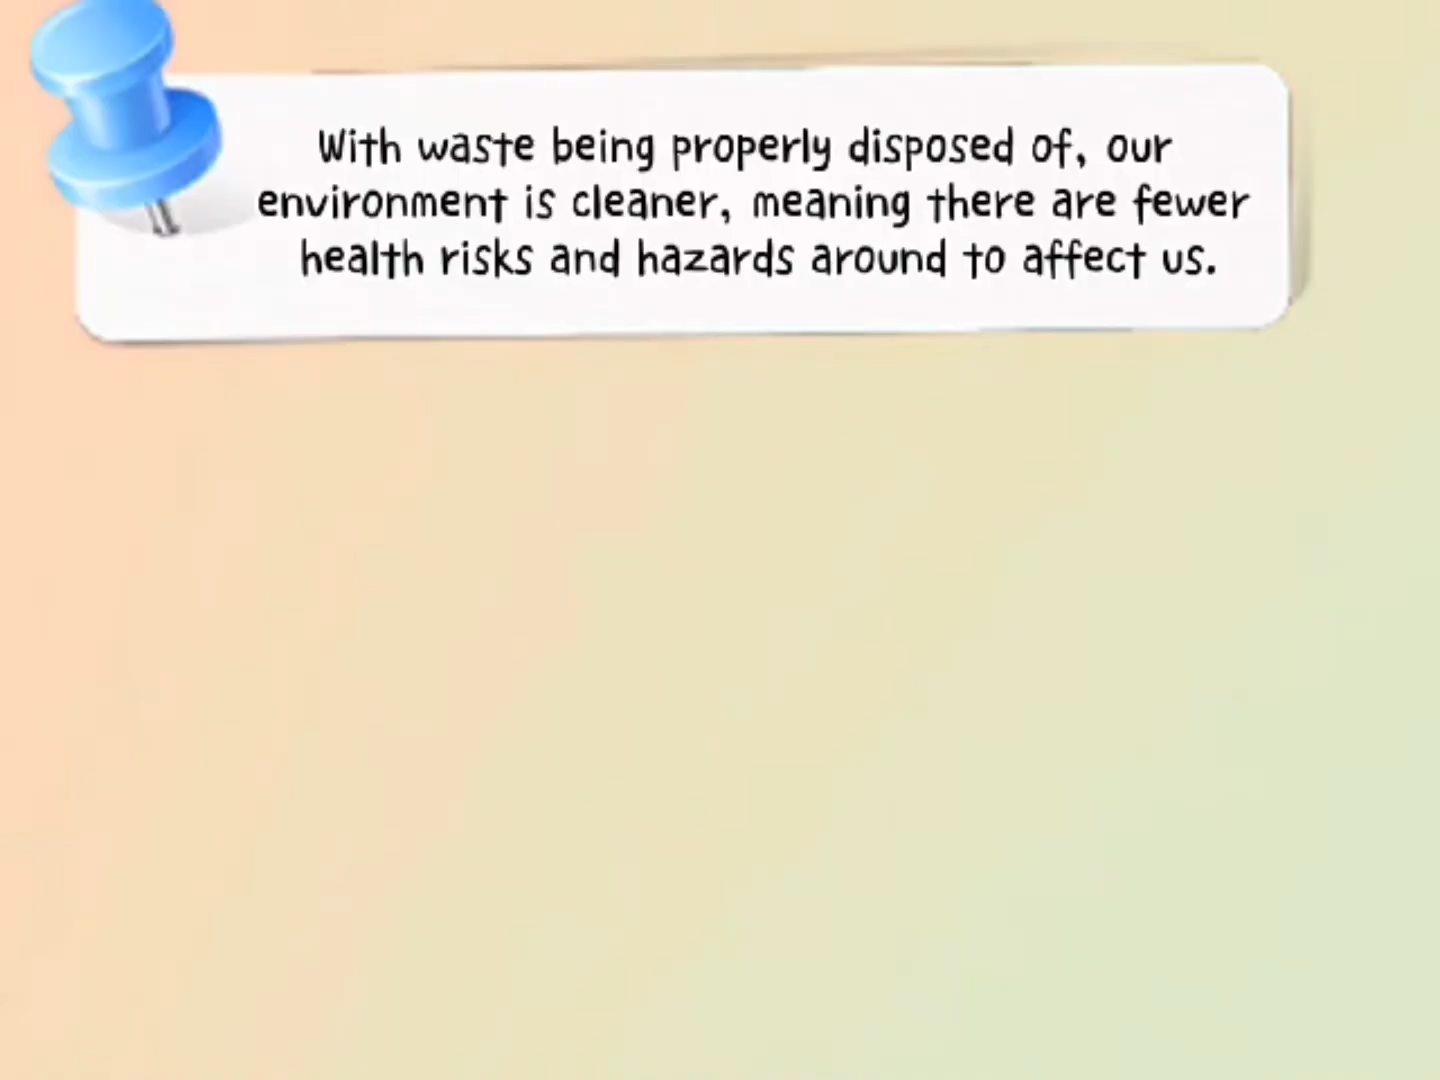 With waste being properly disposed of, our
environment is cleaner, meaning there are fewer
health risks and hazards around to affect us.